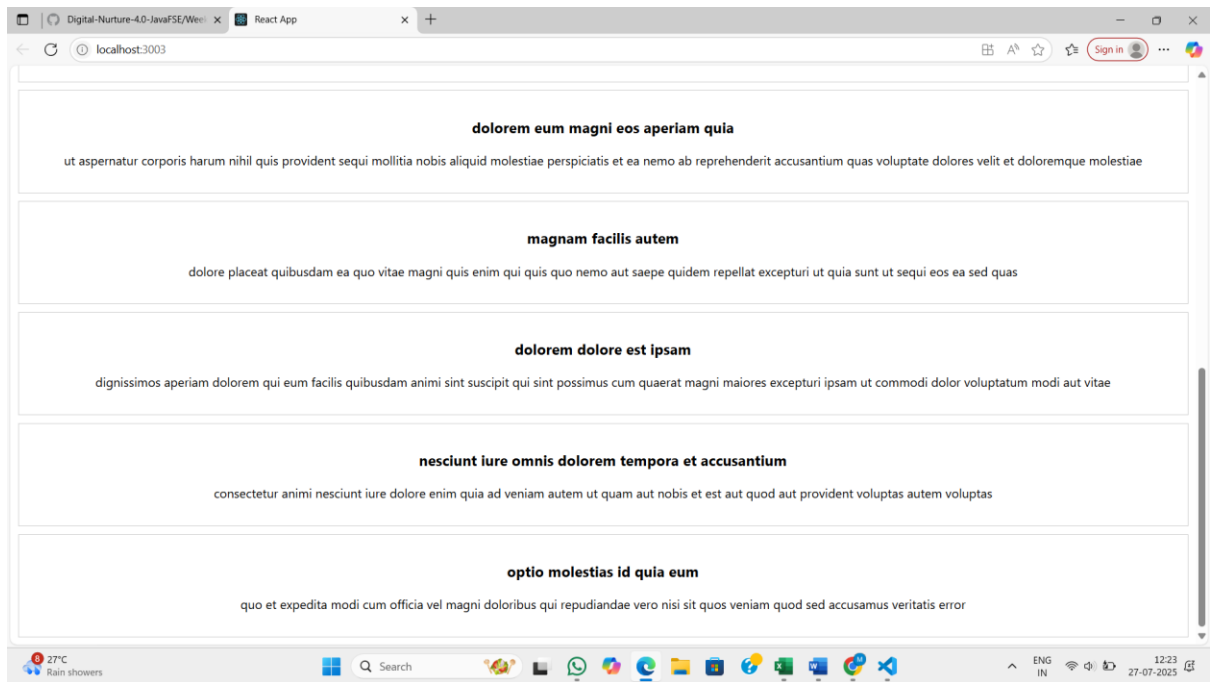 Digital-Nurture-4.0-JavaFSE/Wee
React App
localhost:3003
Sign in
dolorem eum magni eos aperiam quia
ut aspernatur corporis harum nihil quis provident sequi mollitia nobis aliquid molestiae perspiciatis et ea nemo ab reprehenderit accusantium quas voluptate dolores velit et doloremque molestiae
magnam facilis autem
dolore placeat quibusdam ea quo vitae magni quis enim qui quis quo nemo aut saepe quidem repellat excepturi ut quia sunt ut sequi eos ea sed quas
dolorem dolore est ipsam
dignissimos aperiam dolorem qui eum facilis quibusdam animi sint suscipit qui sint possimus cum quaerat magni maiores excepturi ipsam ut commodi dolor voluptatum modi aut vitae
nesciunt iure omnis dolorem tempora et accusantium
consectetur animi nesciunt iure dolore enim quia ad veniam autem ut quam aut nobis et est aut quod aut provident voluptas autem voluptas
optio molestias id quia eum
quo et expedita modi cum officia vel magni doloribus qui repudiandae vero nisi sit quos veniam quod sed accusamus veritatis error
8
27°C
Rain showers
Search
ENG
IN
12:23
27-07-2025